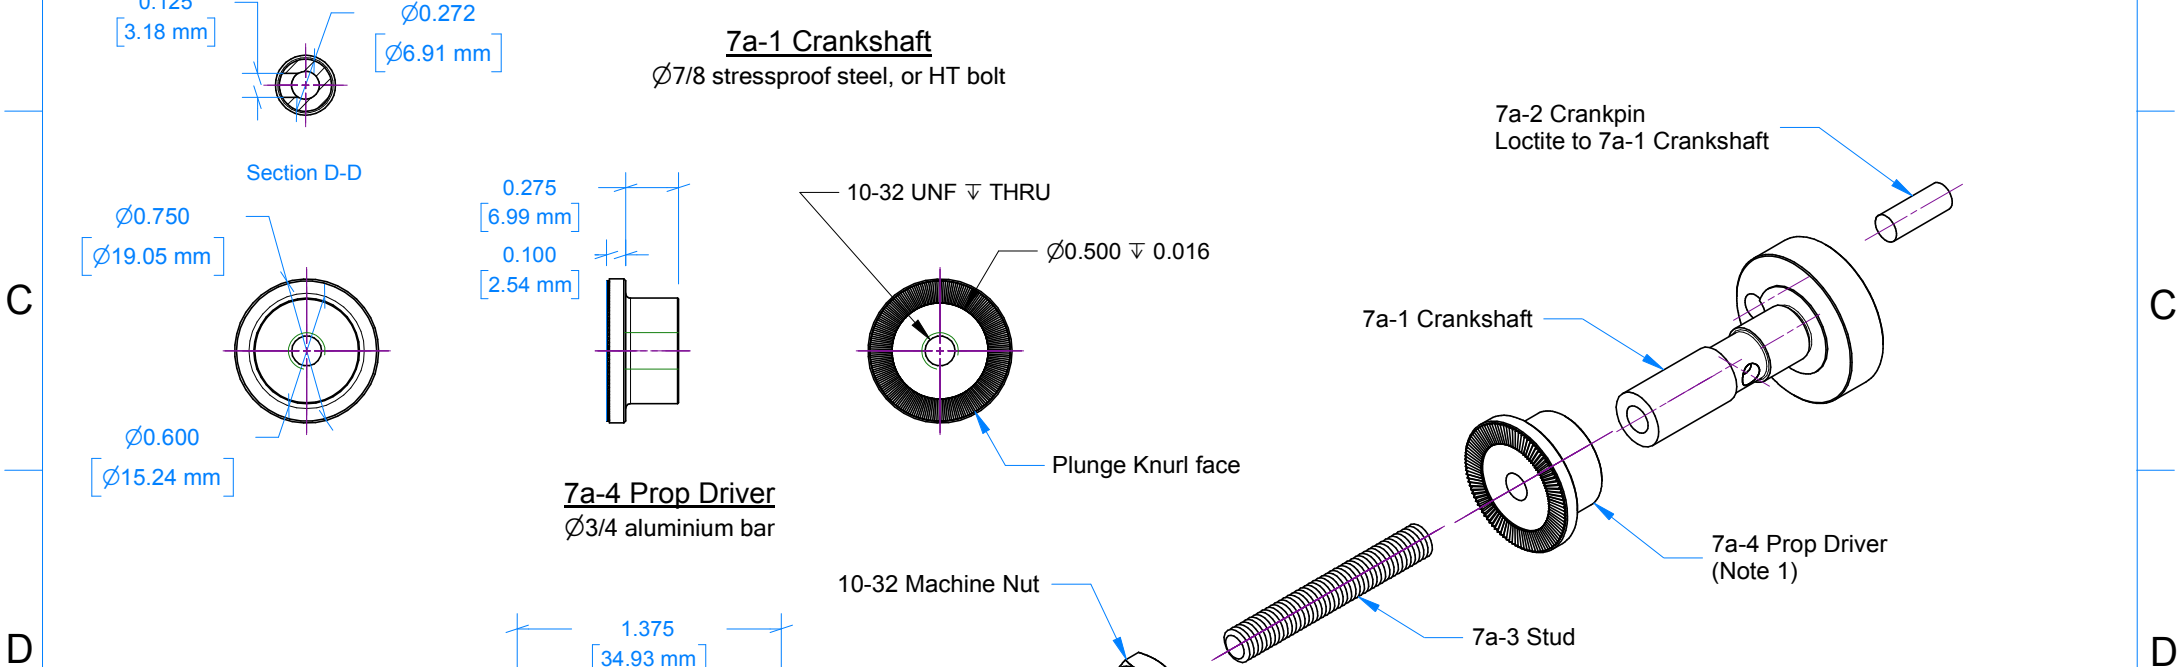 0.125
[3.18 mm]
Ø0.272
[Ø6.91 mm]
7a-1 Crankshaft
Ø7/8 stressproof steel, or HT bolt
7a-2 Crankpin
Loctite to 7a-1 Crankshaft
Section D-D
Ø0.750
[Ø19.05 mm]
0.275
[6.99 mm]
0.100
[2.54 mm]
10-32 UNF ↧ THRU
Ø0.500 ↧ 0.016
C
C
7a-1 Crankshaft
Ø0.600
[Ø15.24 mm]
Plunge Knurl face
7a-4 Prop Driver
Ø3/4 aluminium bar
7a-4 Prop Driver
(Note 1)
10-32 Machine Nut
7a-3 Stud
1.375
[34.93 mm]
D
D